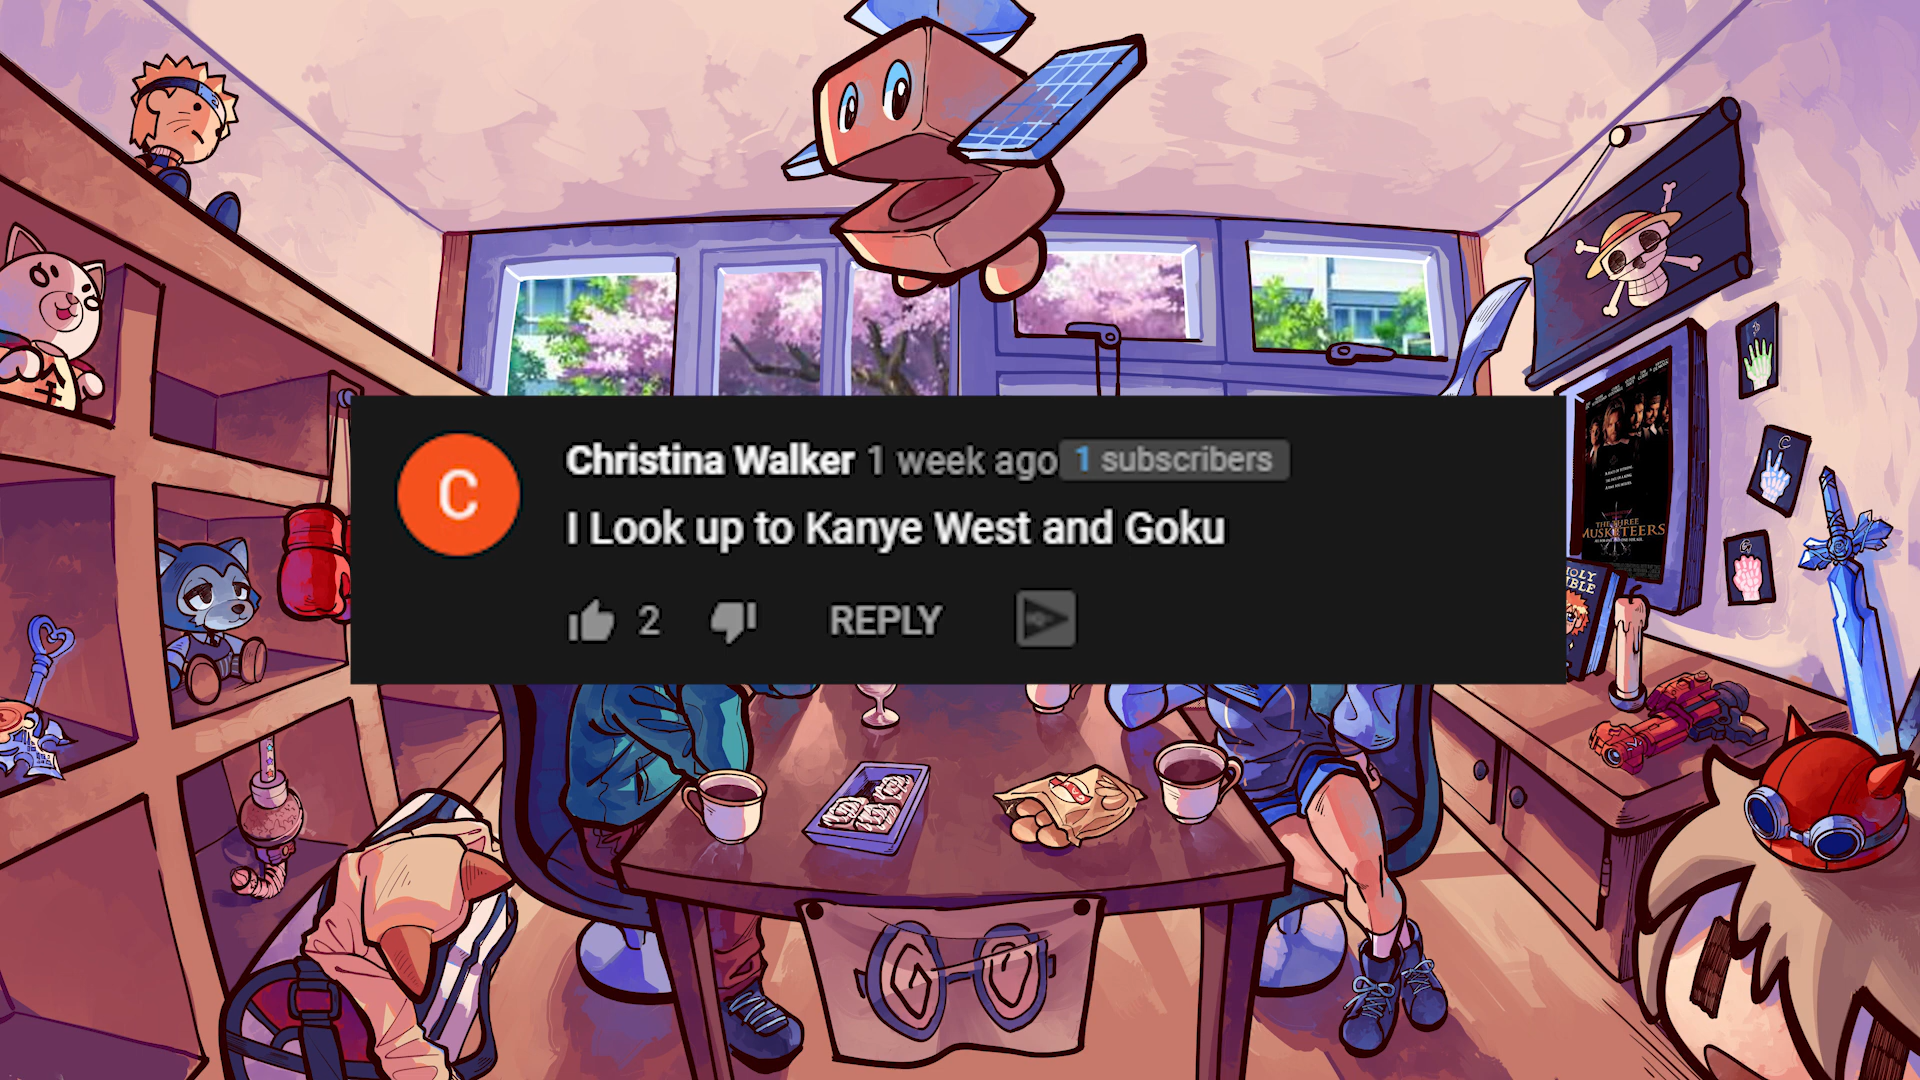 Christina Walker 1 week ago 1 subscribers
I Look up to Kanye West and Goku
2 REPLY
THE THREE
MUSKETEERS
HOLY
BIBLE
C